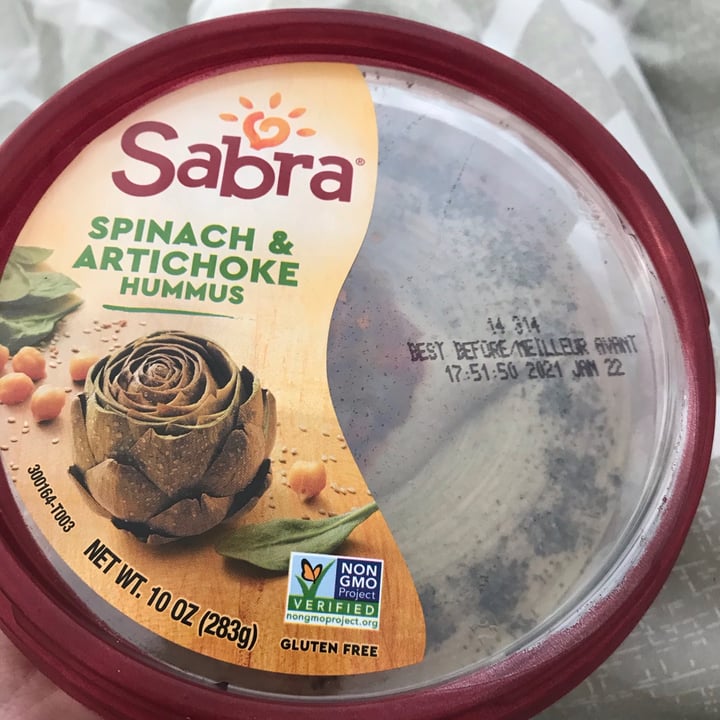 Sabra®
SPINACH &
ARTICHOKE
HUMMUS
14 314
BEST BEFORE/MEILLEUR AVANT
17:51:50 2021 JAN 22
300164-T003
NET WT. 10 OZ (283g)
NON
GMO
Project
VERIFIED
nongmoproject.org
GLUTEN FREE